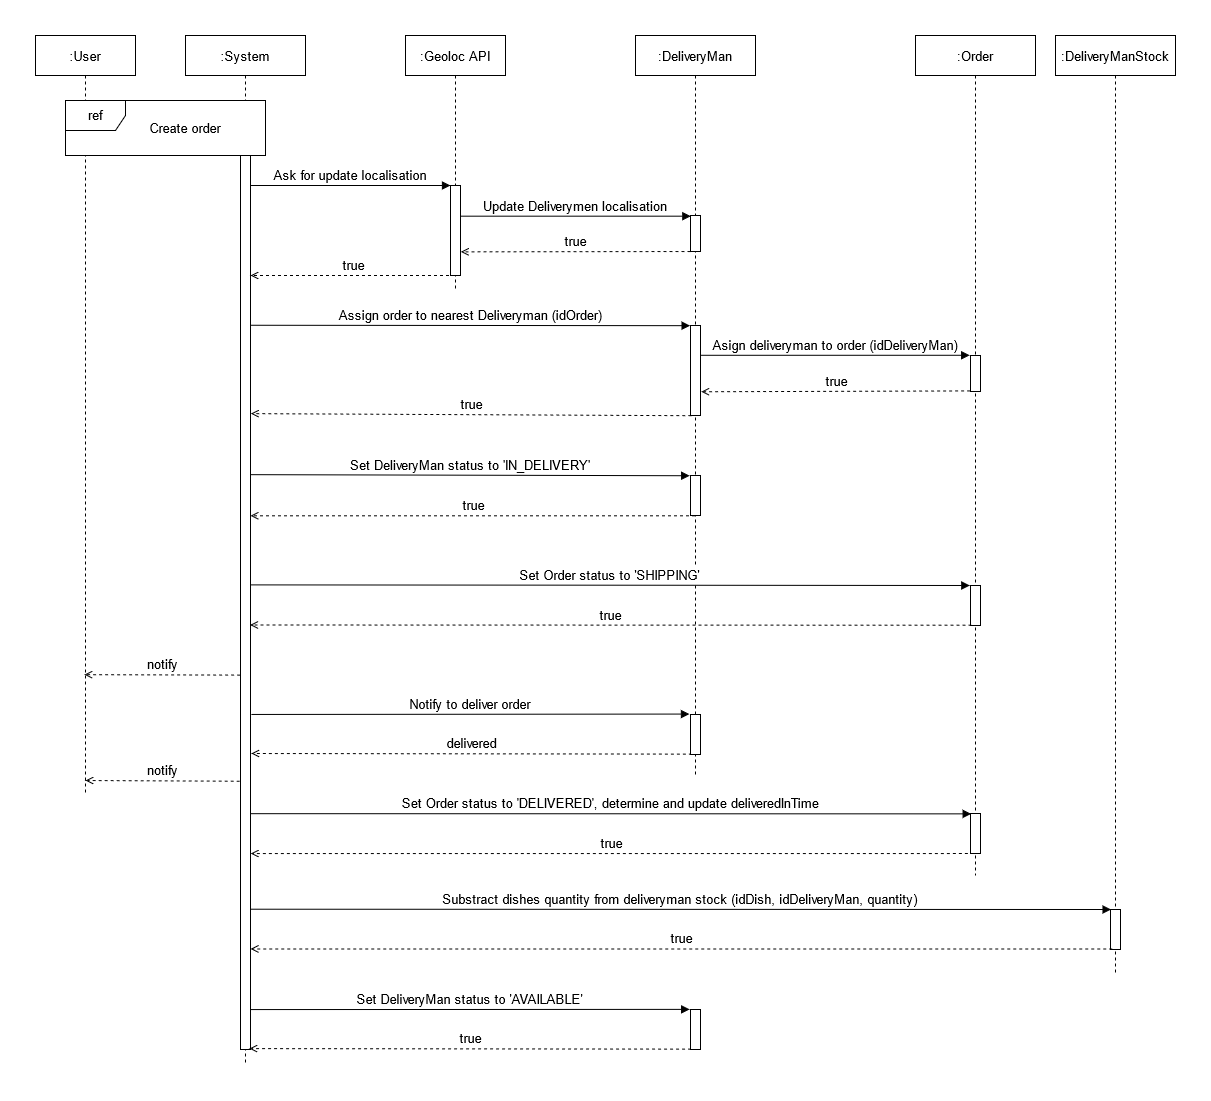 :User
:System
:Geoloc API
:DeliveryMan
:Order
:DeliveryManStock
ref
Create order
Ask for update localisation
Update Deliverymen localisation
true
true
Assign order to nearest Deliveryman (idOrder)
Asign deliveryman to order (idDeliveryMan)
true
true
Set DeliveryMan status to 'IN_DELIVERY'
true
Set Order status to 'SHIPPING'
true
notify
Notify to deliver order
delivered
notify
Set Order status to 'DELIVERED', determine and update deliveredInTime
true
Substract dishes quantity from deliveryman stock (idDish, idDeliveryMan, quantity)
true
Set DeliveryMan status to 'AVAILABLE'
true